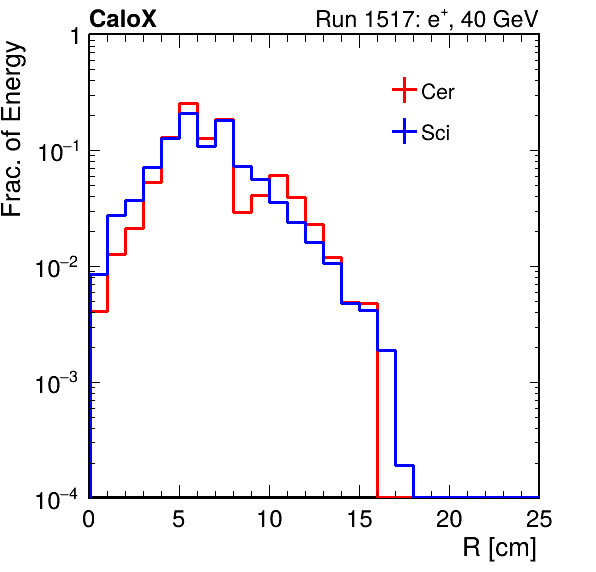 CaloX Run 1517: e⁺, 40 GeV
Frac. of Energy
1
10⁻¹
10⁻²
10⁻³
10⁻⁴
Cer
Sci
0 5 10 15 20 25
R [cm]